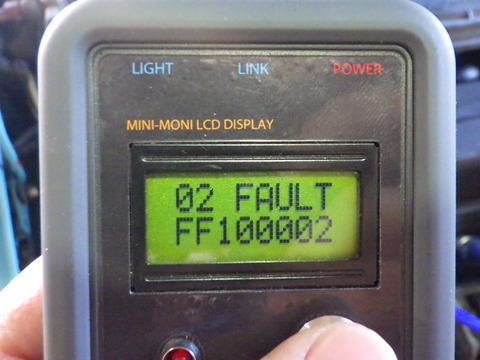 LIGHT LINK POWER
MINI-MONI LCD DISPLAY
02 FAULT
FF100002